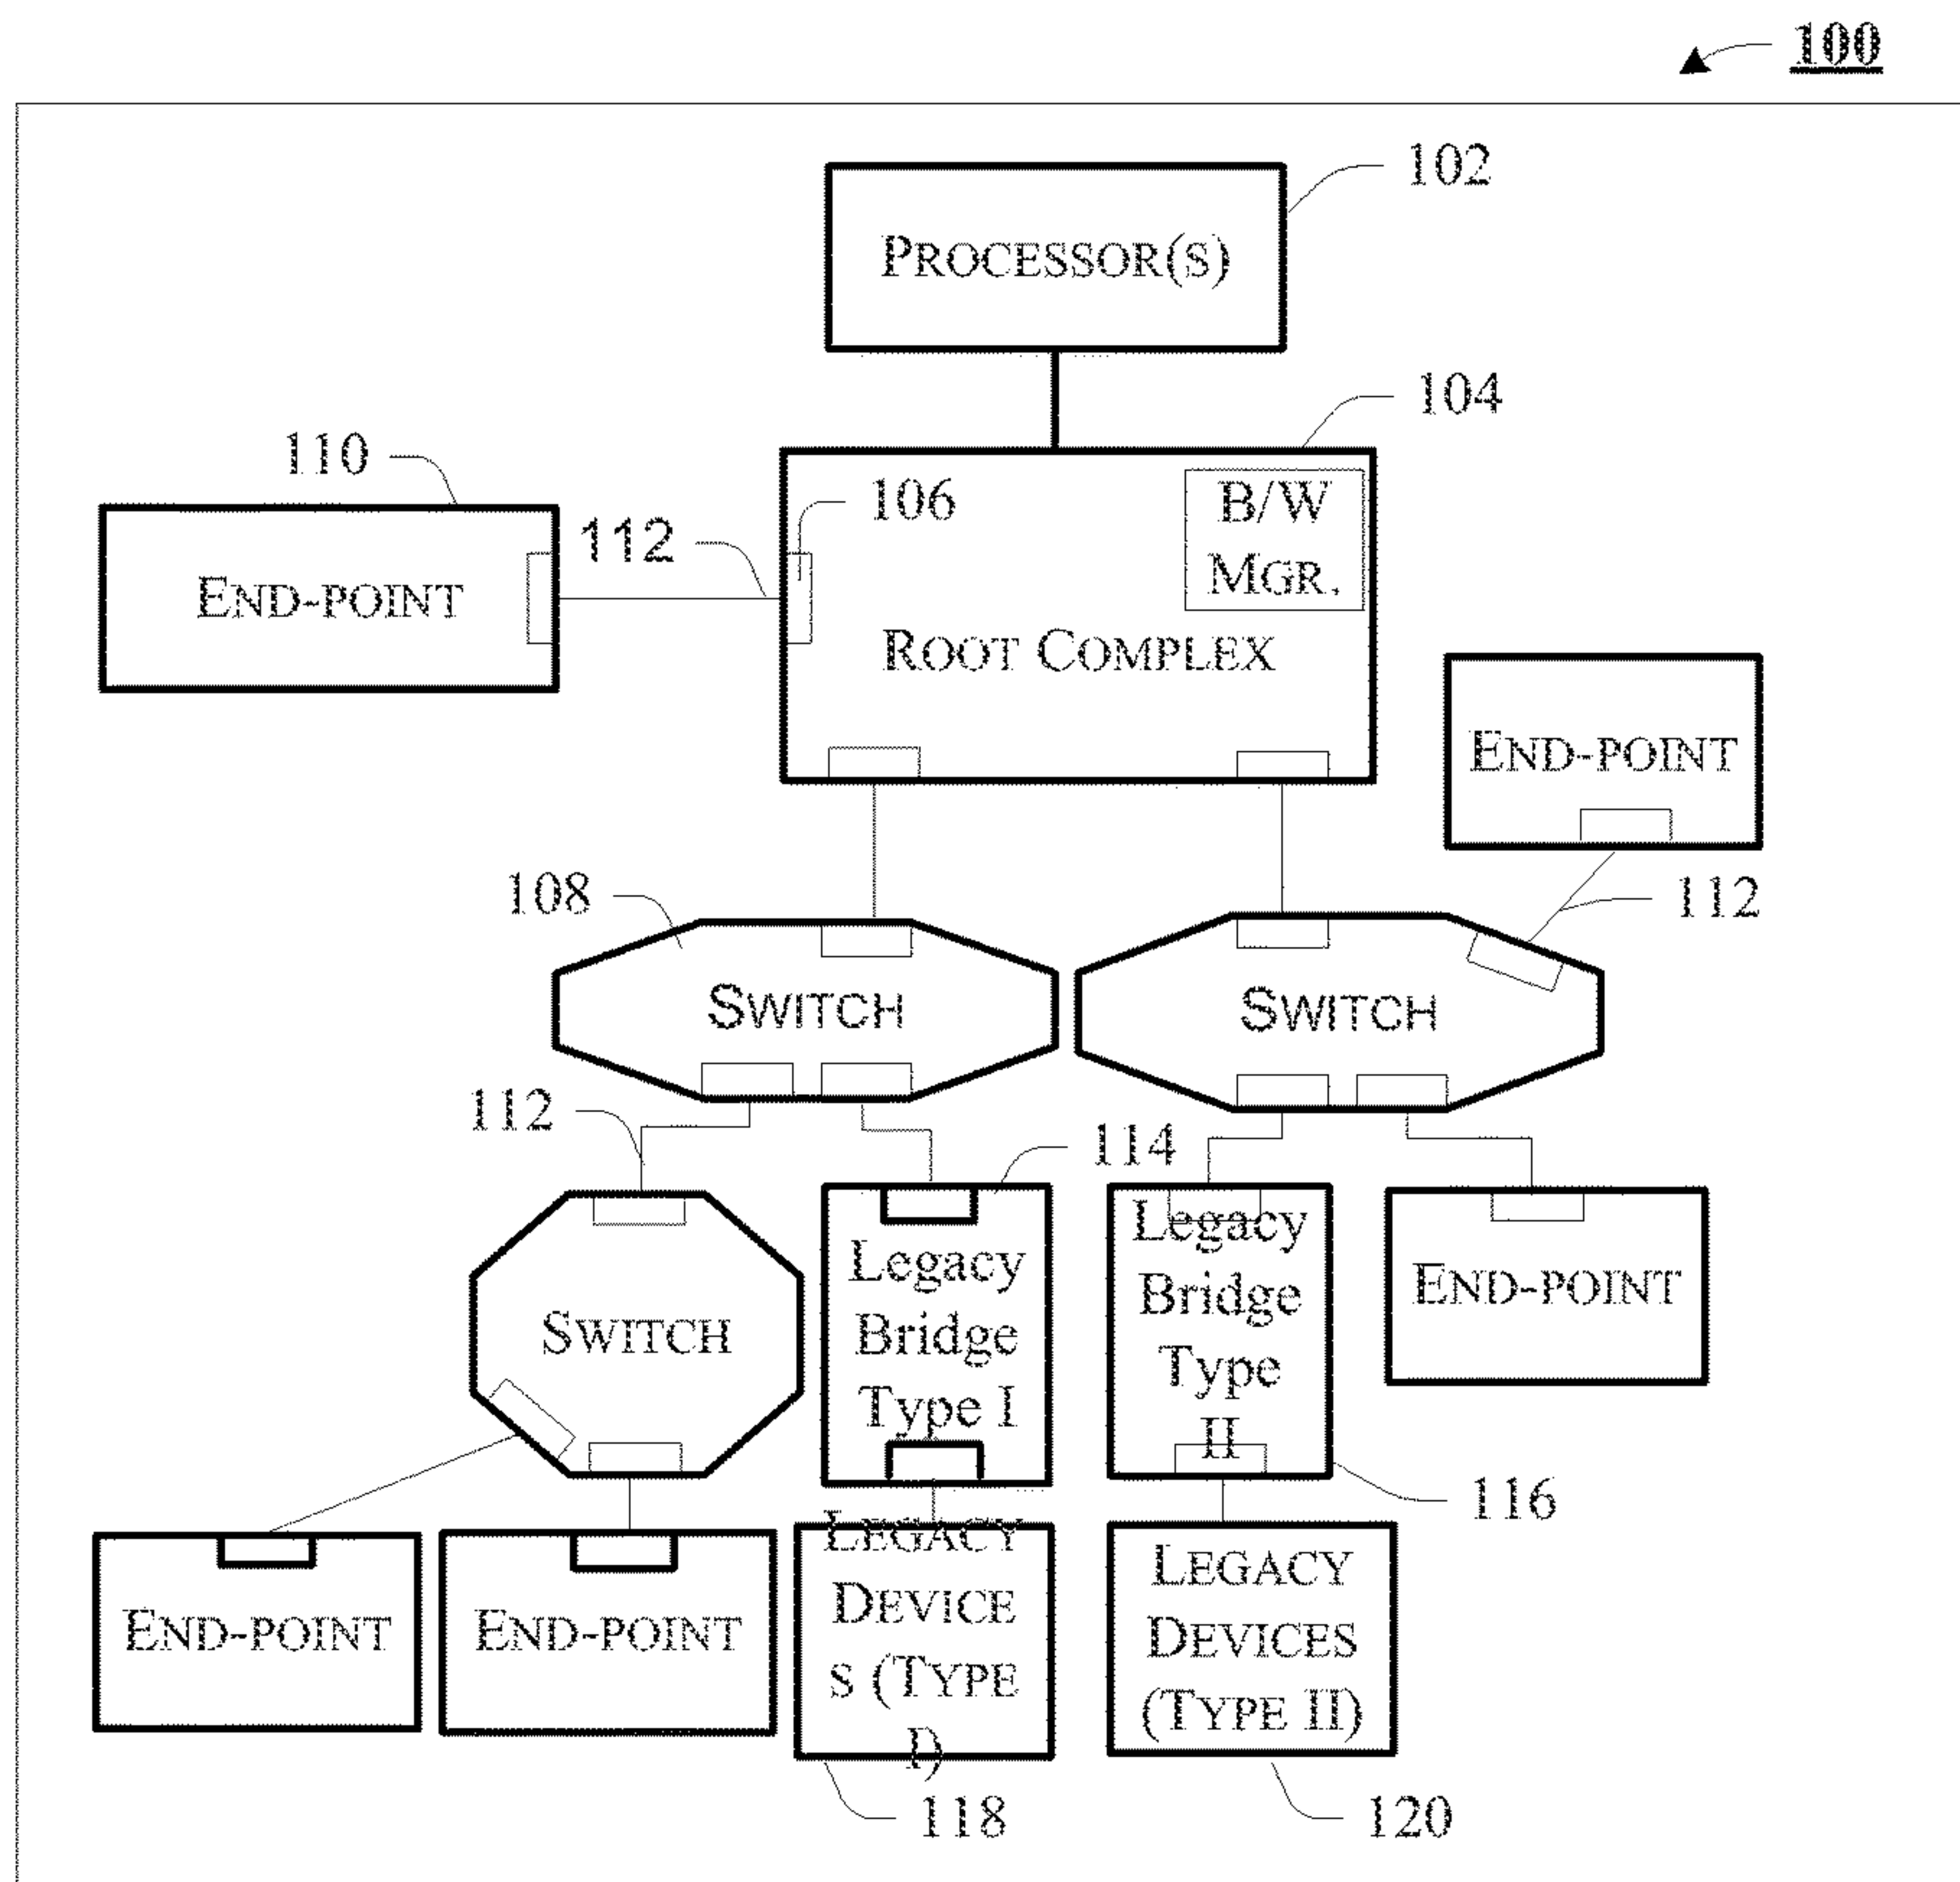 100
102
PROCESSOR(S)
104
110
106
B/W
MGR.
112
END-POINT
ROOT COMPLEX
END-POINT
108
112
SWITCH
SWITCH
112
114
Legacy
Bridge
Type I
Legacy
Bridge
Type
II
END-POINT
SWITCH
116
END-POINT
END-POINT
LEGACY
DEVICE
S (TYPE
I)
LEGACY
DEVICES
(TYPE II)
118
120